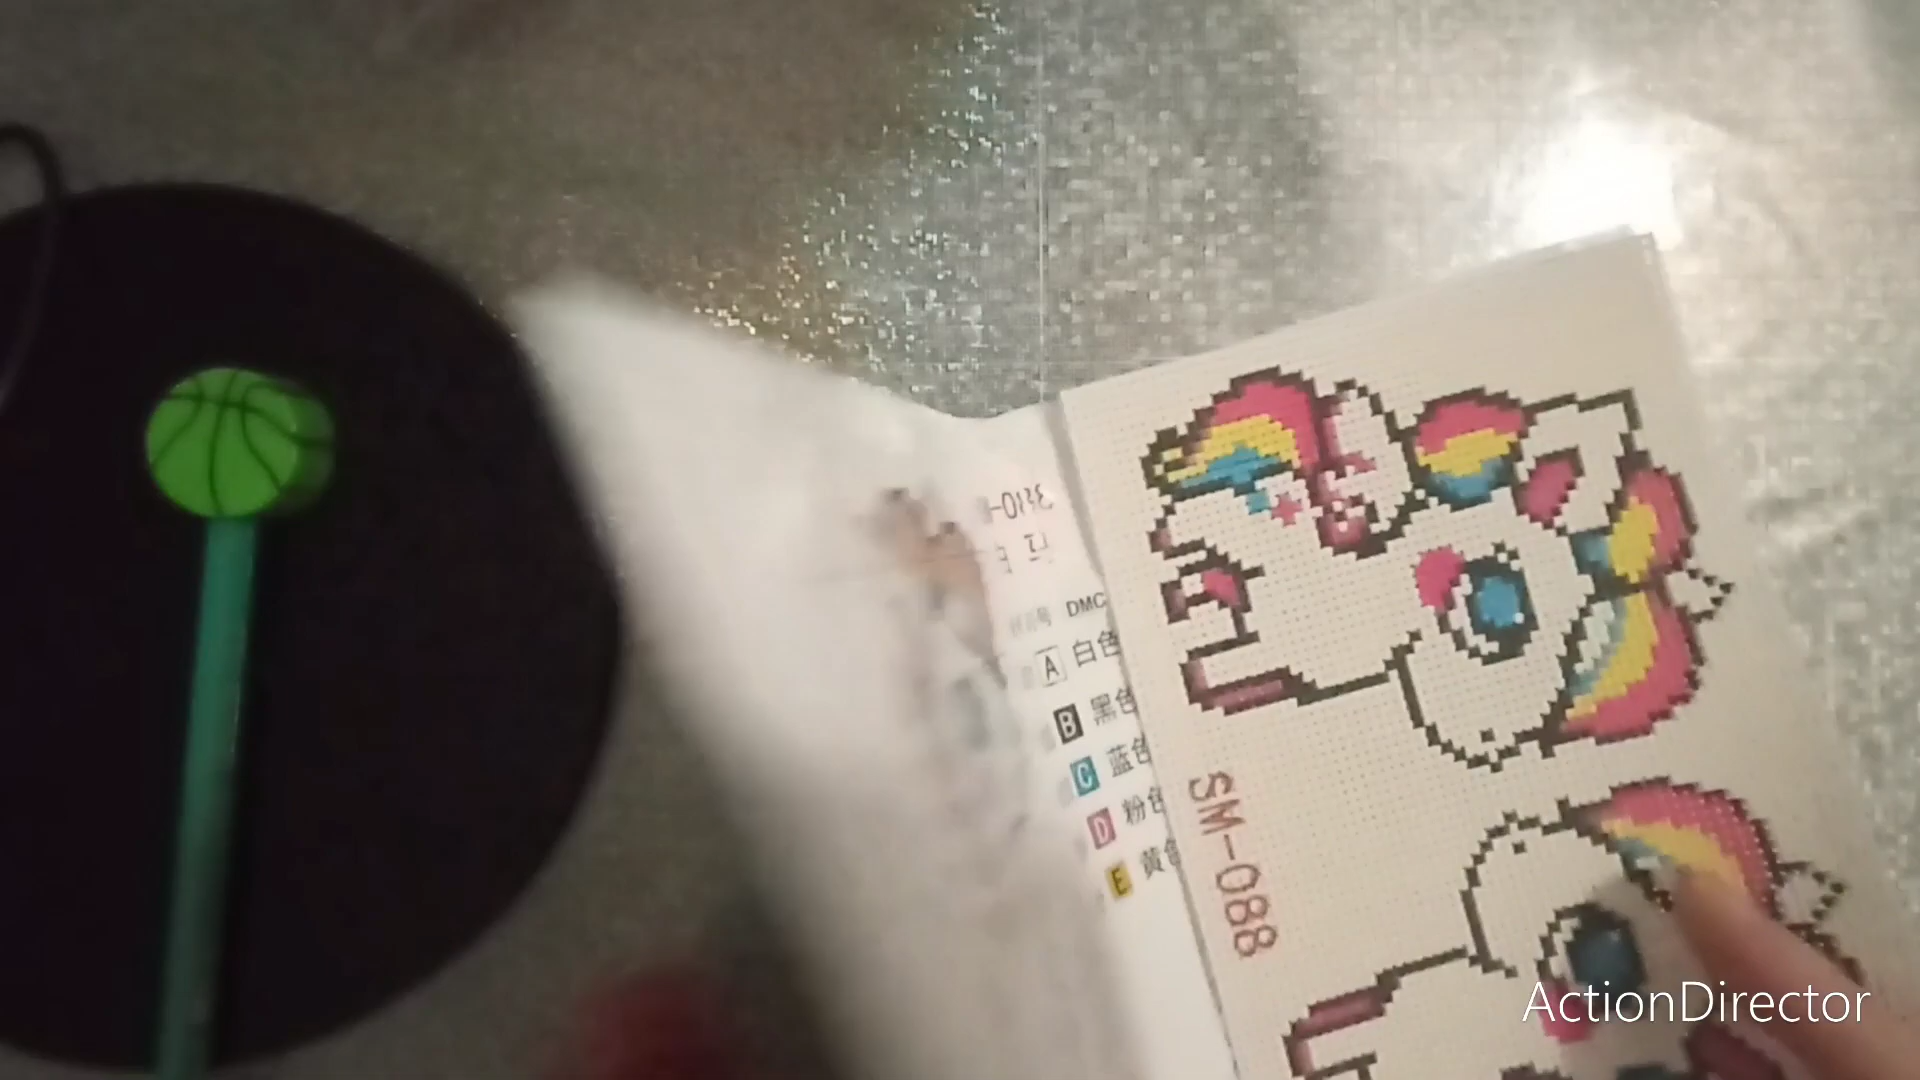 DMC
A 白色
B 黑色
C 蓝色
D 粉色
E 黄色
SM-088
ActionDirector